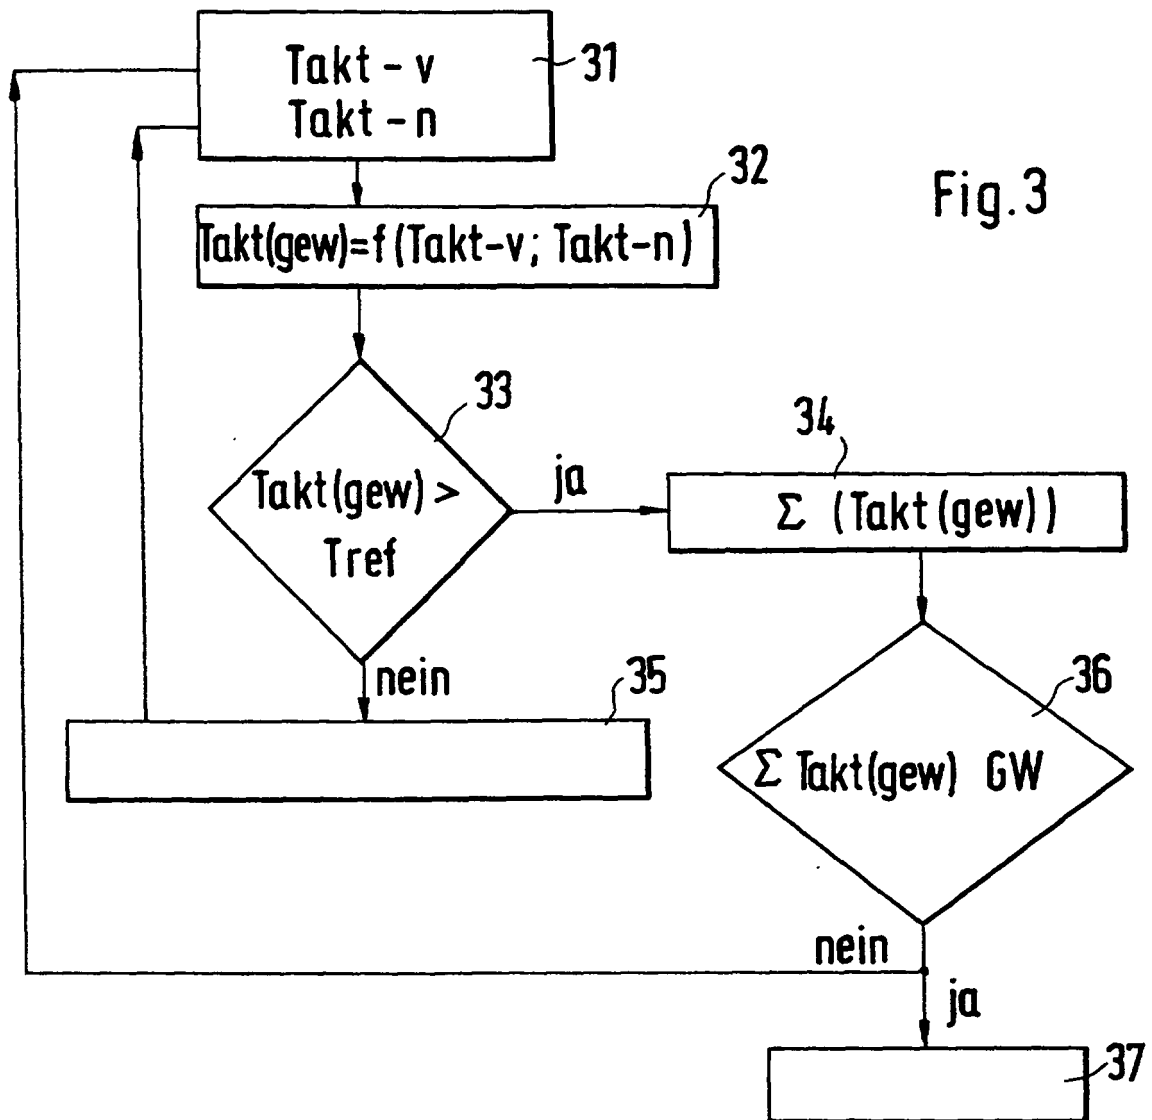 Takt - v
Takt - n
31
Fig. 3
32
Takt(gew)=f(Takt-v; Takt-n)
33
Takt(gew) >
Tref
ja
34
Σ (Takt(gew))
nein
35
36
Σ Takt(gew) GW
nein
ja
37